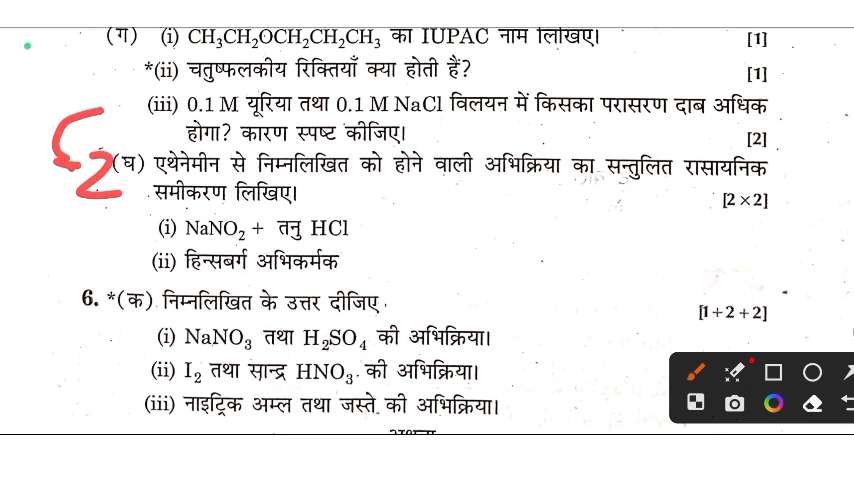 (ग) (i) CH₃CH₂OCH₂CH₂CH₃ का IUPAC नाम लिखिए। [1]
*(ii) चतुष्फलकीय रिक्तियाँ क्या होती हैं? [1]
(iii) 0.1 M यूरिया तथा 0.1 M NaCl विलयन में किसका परासरण दाब अधिक
होगा? कारण स्पष्ट कीजिए। [2]
(घ) एथेनेमीन से निम्नलिखित को होने वाली अभिक्रिया का सन्तुलित रासायनिक
समीकरण लिखिए। [2×2]
(i) NaNO₂ + तनु HCl
(ii) हिन्सबर्ग अभिकर्मक
6. *(क) निम्नलिखित के उत्तर दीजिए [1+2+2]
(i) NaNO₃ तथा H₂SO₄ की अभिक्रिया।
(ii) I₂ तथा सान्द्र HNO₃ की अभिक्रिया।
(iii) नाइट्रिक अम्ल तथा जस्ते की अभिक्रिया।